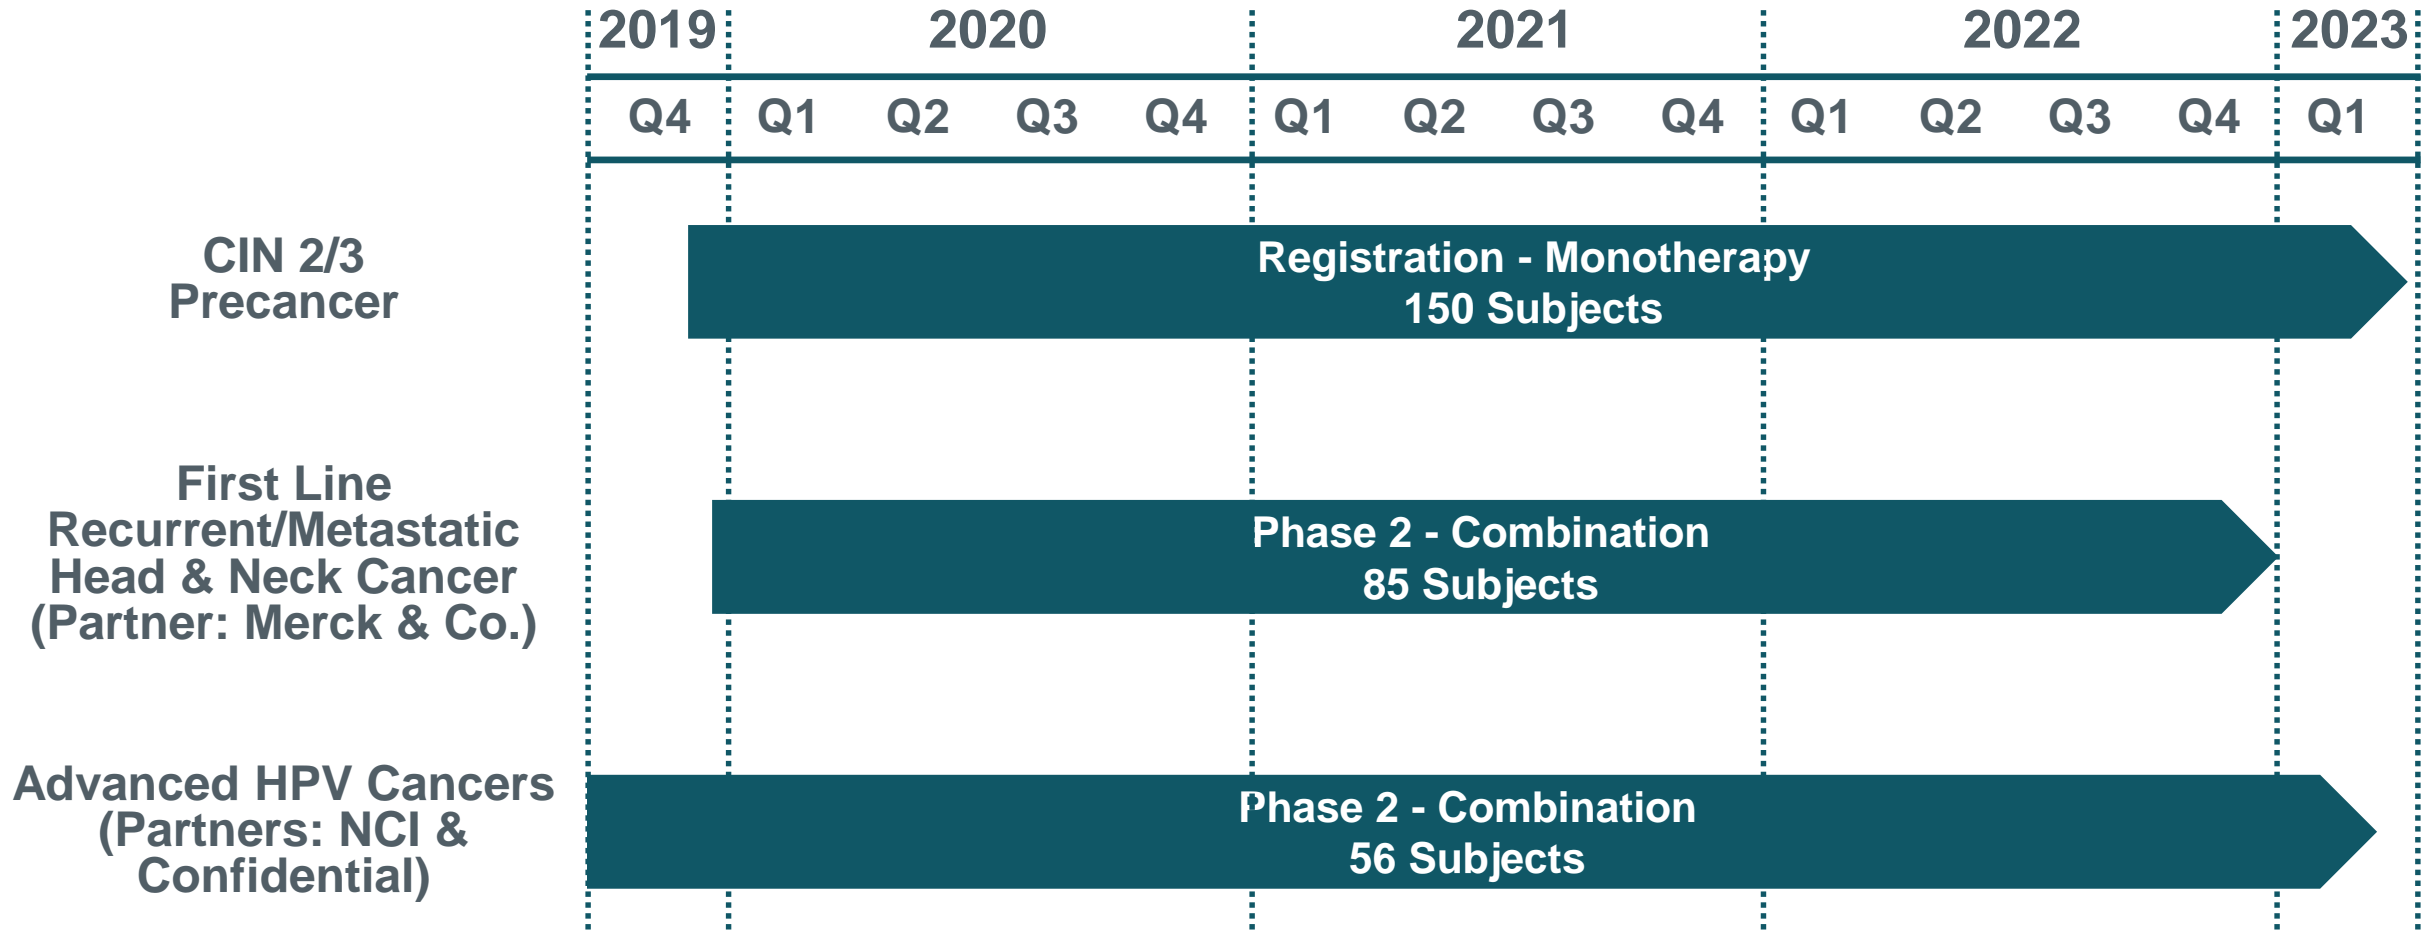 2019 2020 2021 2022 2023
Q4 Q1 Q2 Q3 Q4 Q1 Q2 Q3 Q4 Q1 Q2 Q3 Q4 Q1
CIN 2/3
Precancer
Registration - Monotherapy
150 Subjects
First Line
Recurrent/Metastatic
Head & Neck Cancer
(Partner: Merck & Co.)
Phase 2 - Combination
85 Subjects
Advanced HPV Cancers
(Partners: NCI &
Confidential)
Phase 2 - Combination
56 Subjects